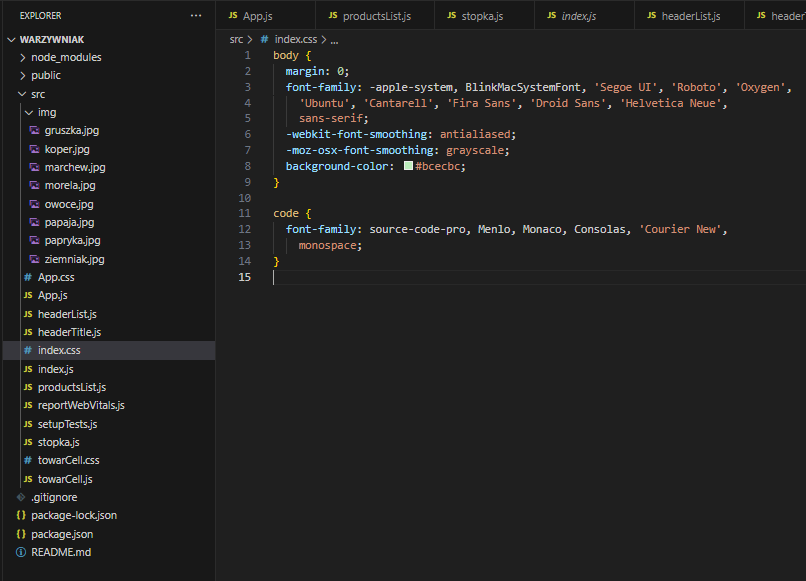 EXPLORER ...
WARZYWNIAK
node_modules
public
src
img
gruszka.jpg
koper.jpg
marchew.jpg
morela.jpg
owoce.jpg
papaja.jpg
papryka.jpg
ziemniak.jpg
# App.css
JS App.js
JS headerList.js
JS headerTitle.js
# index.css
JS index.js
JS productsList.js
JS reportWebVitals.js
JS setupTests.js
JS stopka.js
# towarCell.css
JS towarCell.js
.gitignore
{} package-lock.json
{} package.json
README.md
JS App.js JS productsList.js JS stopka.js JS index.js JS headerList.js JS header
src > # index.css > ...
1 body {
2 margin: 0;
3 font-family: -apple-system, BlinkMacSystemFont, 'Segoe UI', 'Roboto', 'Oxygen',
4 'Ubuntu', 'Cantarell', 'Fira Sans', 'Droid Sans', 'Helvetica Neue',
5 sans-serif;
6 -webkit-font-smoothing: antialiased;
7 -moz-osx-font-smoothing: grayscale;
8 background-color: #bcecbc;
9 }
10
11 code {
12 font-family: source-code-pro, Menlo, Monaco, Consolas, 'Courier New',
13 monospace;
14 }
15